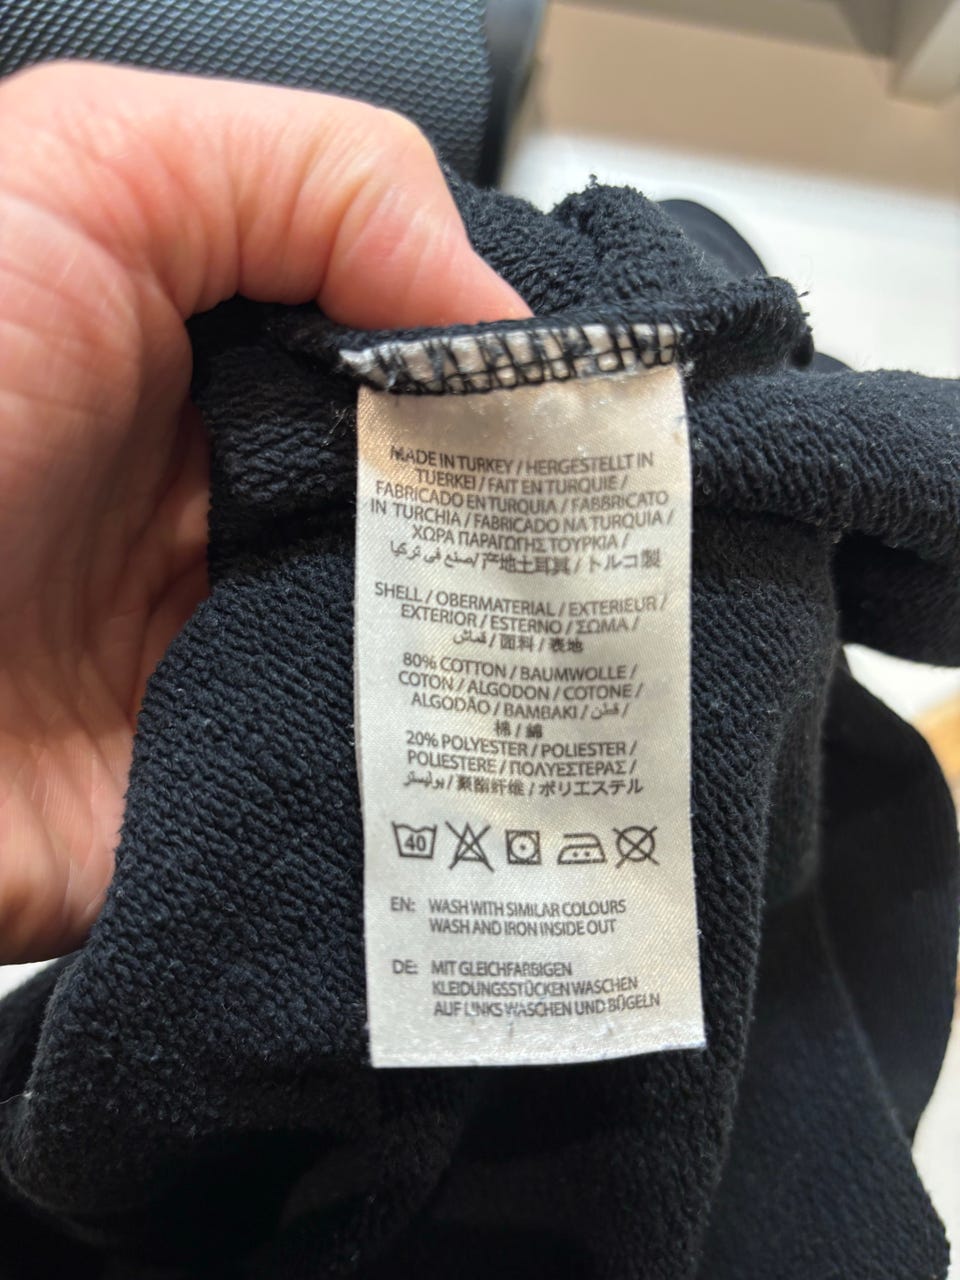 MADE IN TURKEY / HERGESTELLT IN
TUERKEI / FAIT EN TURQUIE /
FABRICADO EN TURQUIA / FABBRICATO
IN TURCHIA / FABRICADO NA TURQUIA /
ΧΩΡΑ ΠΑΡΑΓΩΓΗΣ ΤΟΥΡΚΙΑ /
صنع في تركيا / 产地土耳其 / トルコ製
SHELL / OBERMATERIAL / EXTERIEUR /
EXTERIOR / ESTERNO / ΣΩΜΑ /
قماش / 面料 / 表地
80% COTTON / BAUMWOLLE /
COTON / ALGODON / COTONE /
ALGODÃO / BAMBAKI / قطن /
棉 / 綿
20% POLYESTER / POLIESTER /
POLIESTERE / ΠΟΛΥΕΣΤΕΡΑΣ /
بوليستر / 聚酯纤维 / ポリエステル
40
EN: WASH WITH SIMILAR COLOURS
WASH AND IRON INSIDE OUT
DE: MIT GLEICHFARBIGEN
KLEIDUNGSSTÜCKEN WASCHEN
AUF LINKS WASCHEN UND BÜGELN